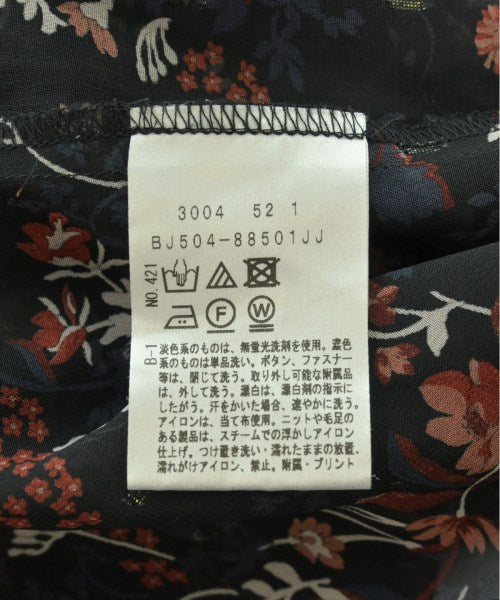 3004 52 1
BJ504-88501JJ
NO.421
F
W
B-1
淡色系のものは、無蛍光洗剤を使用。濃色
系のものは単品洗い。ボタン、ファスナー
等は、閉じて洗う。取り外し可能な附属品
は、外して洗う。漂白は、漂白剤の指示に
したがう。汗をかいた場合、速やかに洗う。
アイロンは、当て布使用。ニットや毛足の
ある製品は、スチームでの浮かしアイロン
仕上げ。つけ置き洗い・濡れたままの放置、
濡れがけアイロン、禁止。附属・プリント